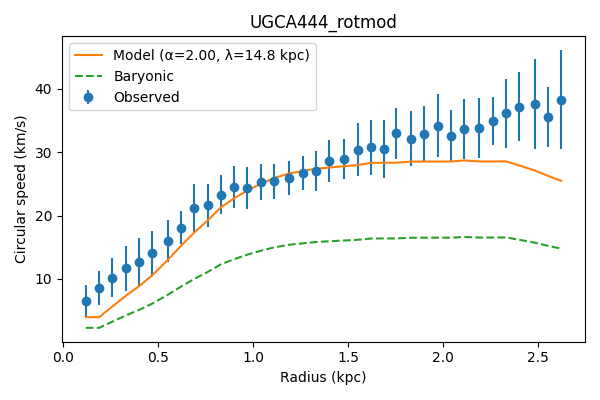 UGCA444_rotmod
Model (α=2.00, λ=14.8 kpc)
Baryonic
Observed
Circular speed (km/s)
40
30
20
10
0.0 0.5 1.0 1.5 2.0 2.5
Radius (kpc)